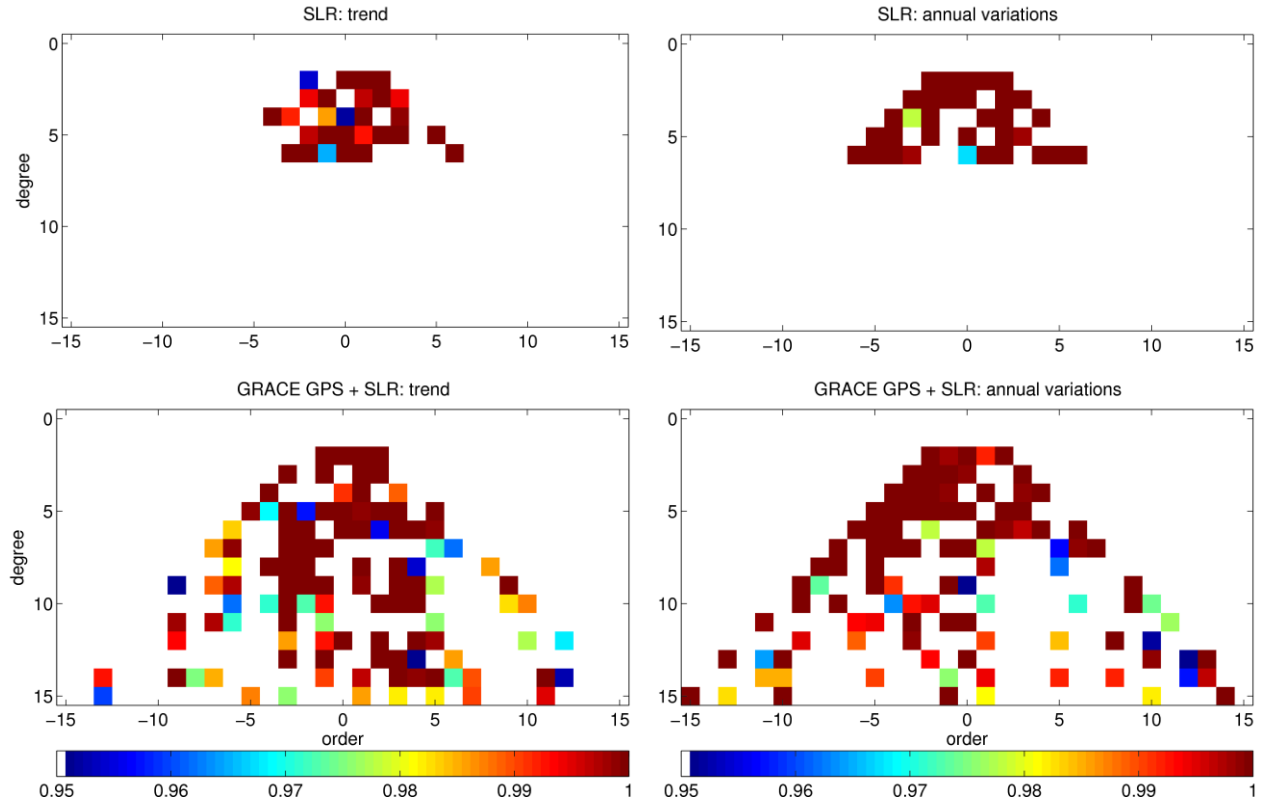 SLR: trend
SLR: annual variations
0
5
10
15
degree
−15 −10 −5 0 5 10 15
0
5
10
15
−15 −10 −5 0 5 10 15
GRACE GPS + SLR: trend
GRACE GPS + SLR: annual variations
0
5
10
15
degree
−15 −10 −5 0 5 10 15
order
0
5
10
15
−15 −10 −5 0 5 10 15
order
0.95 0.96 0.97 0.98 0.99 1
0.95 0.96 0.97 0.98 0.99 1